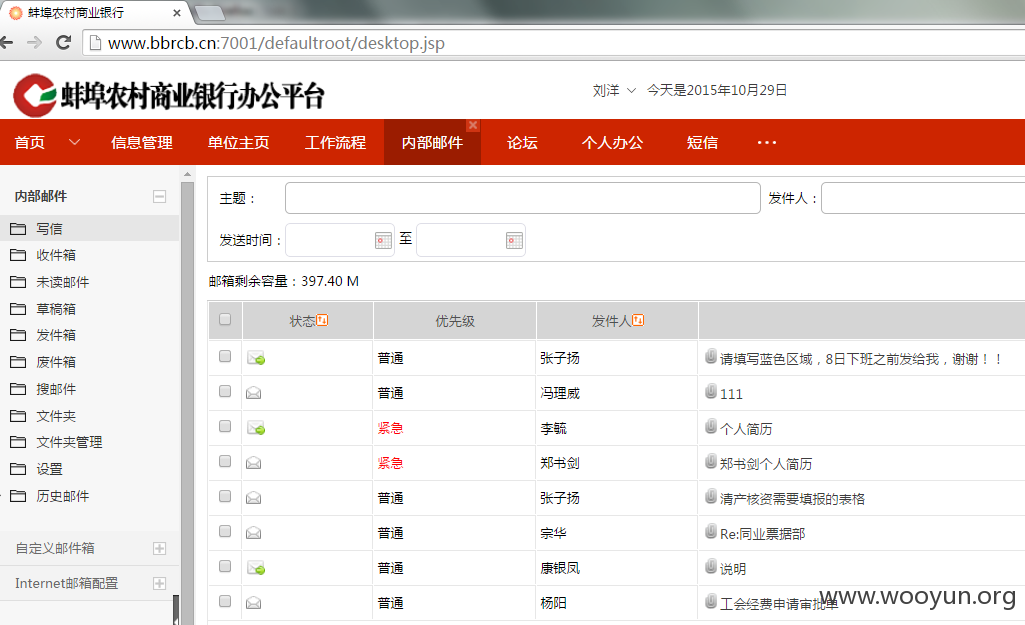 蚌埠农村商业银行
www.bbrcb.cn:7001/defaultroot/desktop.jsp
蚌埠农村商业银行办公平台
刘洋 今天是2015年10月29日
首页 信息管理 单位主页 工作流程 内部邮件 论坛 个人办公 短信 ...
内部邮件
写信
收件箱
未读邮件
草稿箱
发件箱
废件箱
搜邮件
文件夹
文件夹管理
设置
历史邮件
自定义邮件箱
Internet邮箱配置
主题： 发件人：
发送时间： 至
邮箱剩余容量：397.40 M
状态 优先级 发件人
普通 张子扬 请填写蓝色区域，8日下班之前发给我，谢谢！！
普通 冯理威 111
紧急 李毓 个人简历
紧急 郑书剑 郑书剑个人简历
普通 张子扬 清产核资需要填报的表格
普通 宗华 Re:同业票据部
普通 康银凤 说明
普通 杨阳 工会经费申请审批单
www.wooyun.org